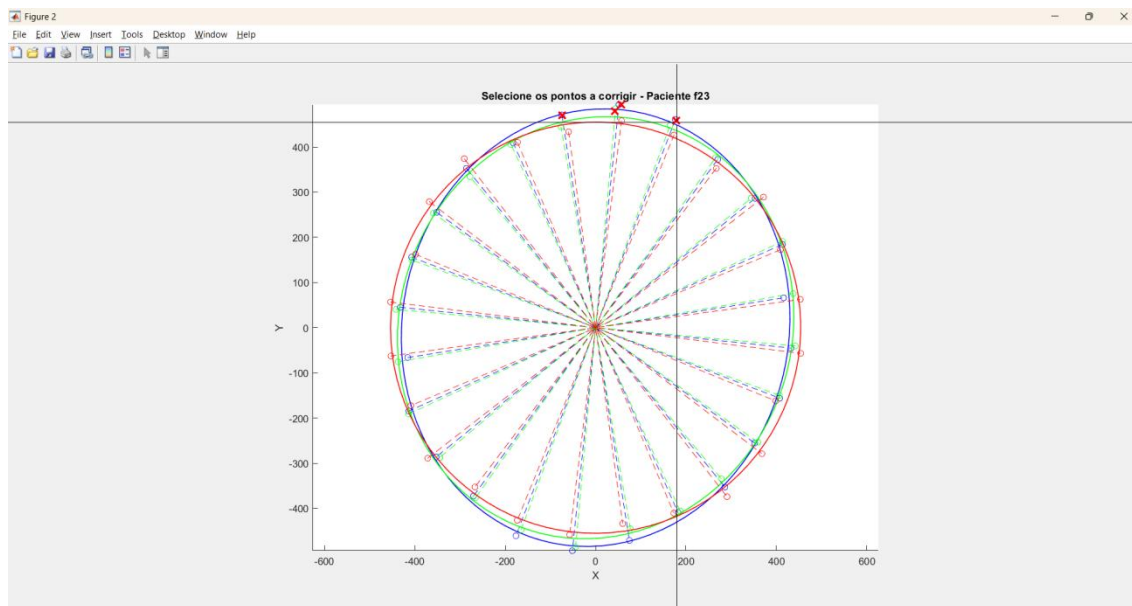 Figure 2
File Edit View Insert Tools Desktop Window Help
Selecione os pontos a corrigir - Paciente f23
400
300
200
100
0
-100
-200
-300
-400
Y
-600 -400 -200 0 200 400 600
X